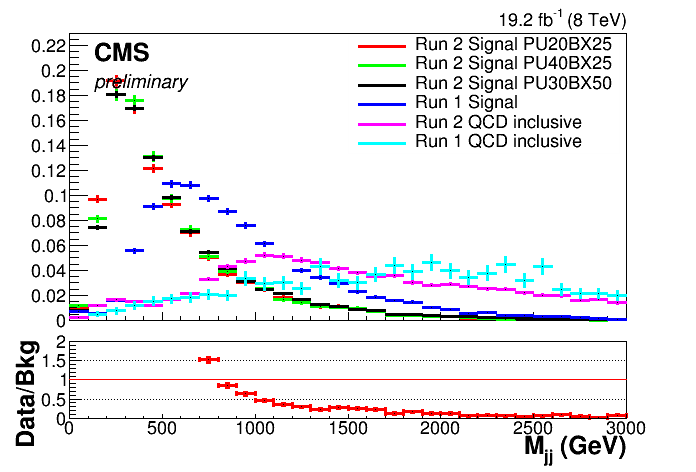 19.2 fb-1 (8 TeV)
CMS
preliminary
Run 2 Signal PU20BX25
Run 2 Signal PU40BX25
Run 2 Signal PU30BX50
Run 1 Signal
Run 2 QCD inclusive
Run 1 QCD inclusive
0.22
0.2
0.18
0.16
0.14
0.12
0.1
0.08
0.06
0.04
0.02
0
Data/Bkg
2
1.5
1
0.5
0
0 500 1000 1500 2000 2500 3000
Mjj (GeV)